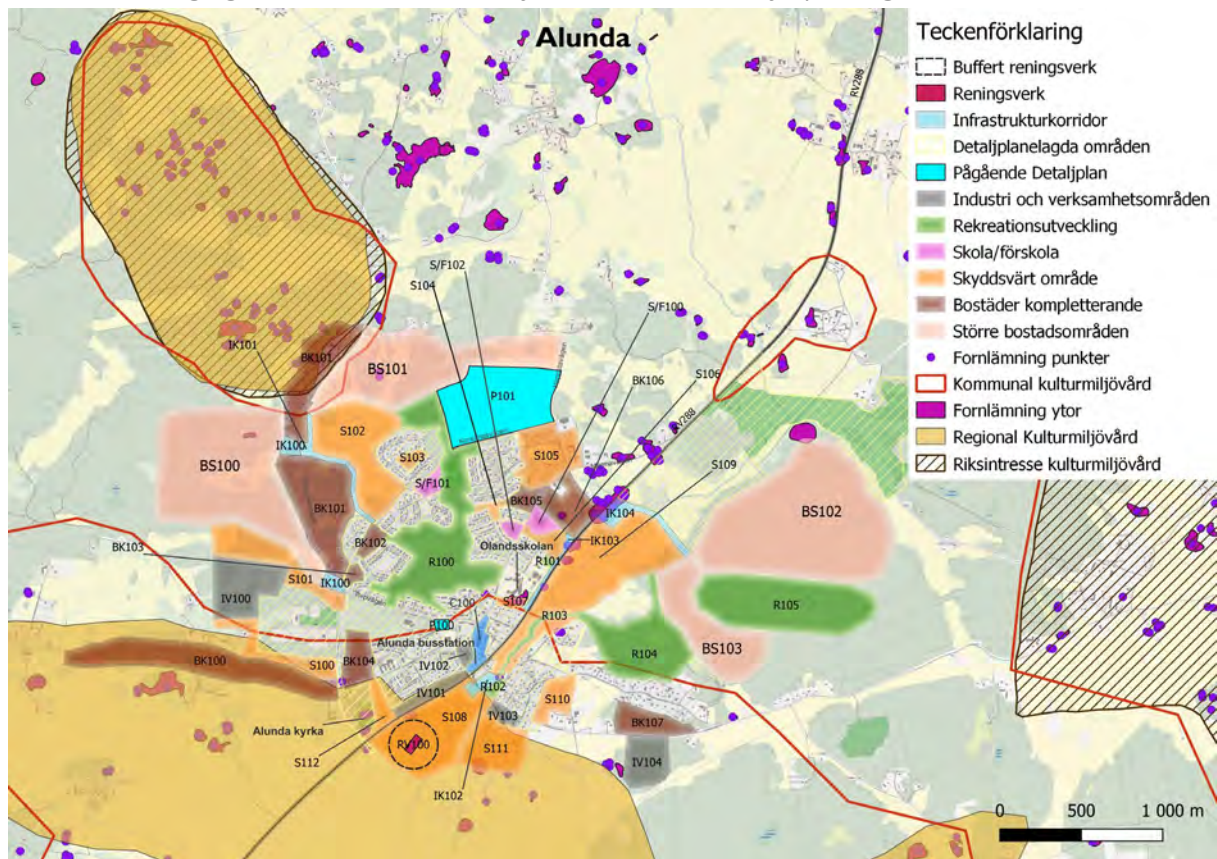 Alunda
RV288
S/F102
S104
S/F100
IK101
BK101
BS101
BK106
S106
P101
RV288
S102
IK100
S103
S105
S109
BS100
S/F101
BK105
BK101
IK104
BS102
BK102
IK103
BK103
Olandsskolan
R101
R100
S101
IK100
IV100
C100
S107
R103
R105
Alunda busstation
BK100
S100
BK104
IV102
R104
BS103
IV101
R102
S110
Alunda kyrka
S108
IV103
BK107
RV100
S112
S111
IV104
IK102
Teckenförklaring
Buffert reningsverk
Reningsverk
Infrastrukturkorridor
Detaljplanelagda områden
Pågående Detaljplan
Industri och verksamhetsområden
Rekreationsutveckling
Skola/förskola
Skyddsvärt område
Bostäder kompletterande
Större bostadsområden
Fornlämning punkter
Kommunal kulturmiljövård
Fornlämning ytor
Regional Kulturmiljövård
Riksintresse kulturmiljövård
0 500 1 000 m